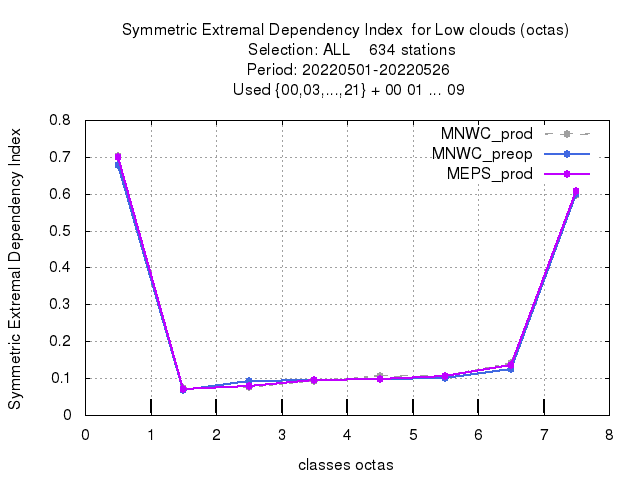 Symmetric Extremal Dependency Index  for Low clouds (octas)
Selection: ALL    634 stations
Period: 20220501-20220526
Used {00,03,...,21} + 00 01 ... 09
MNWC_prod
MNWC_preop
MEPS_prod
Symmetric Extremal Dependency Index
0.8
0.7
0.6
0.5
0.4
0.3
0.2
0.1
0
0 1 2 3 4 5 6 7 8
classes octas